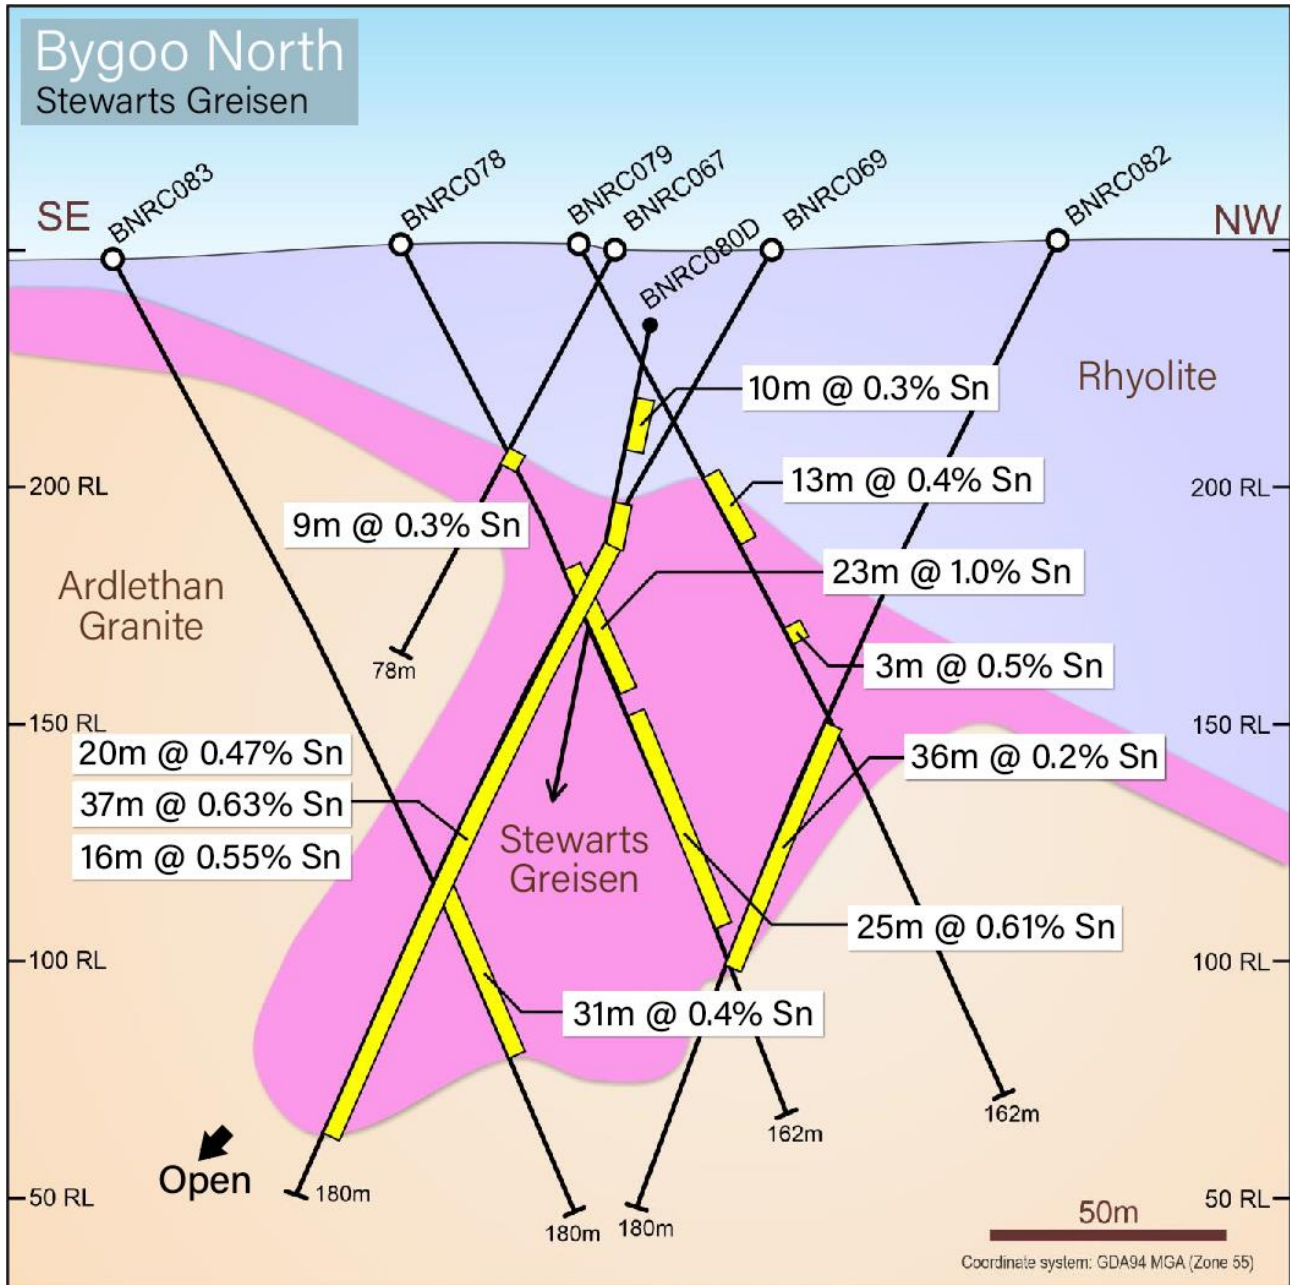 Bygoo North
Stewarts Greisen
SE
BNRC083
BNRC078
BNRC079
BNRC067
BNRC080D
BNRC069
BNRC082
NW
Rhyolite
10m @ 0.3% Sn
13m @ 0.4% Sn
200 RL
200 RL
9m @ 0.3% Sn
23m @ 1.0% Sn
Ardlethan
Granite
3m @ 0.5% Sn
78m
150 RL
150 RL
20m @ 0.47% Sn
37m @ 0.63% Sn
16m @ 0.55% Sn
36m @ 0.2% Sn
Stewarts
Greisen
25m @ 0.61% Sn
100 RL
100 RL
31m @ 0.4% Sn
162m
162m
Open
180m
180m
180m
50 RL
50 RL
50m
Coordinate system: GDA94 MGA (Zone 55)